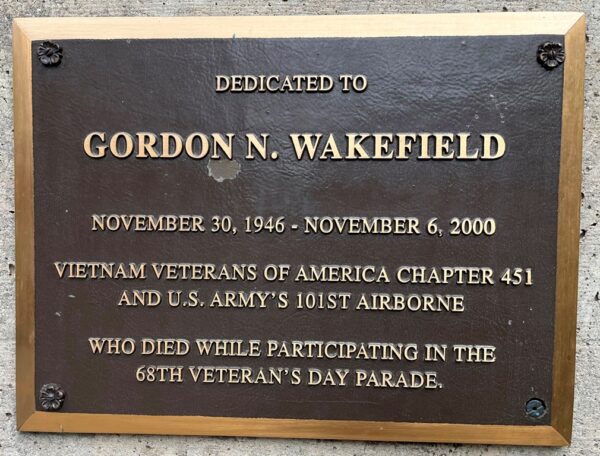 DEDICATED TO
GORDON N. WAKEFIELD
NOVEMBER 30, 1946 - NOVEMBER 6, 2000
VIETNAM VETERANS OF AMERICA CHAPTER 451
AND U.S. ARMY'S 101ST AIRBORNE
WHO DIED WHILE PARTICIPATING IN THE
68TH VETERAN'S DAY PARADE.